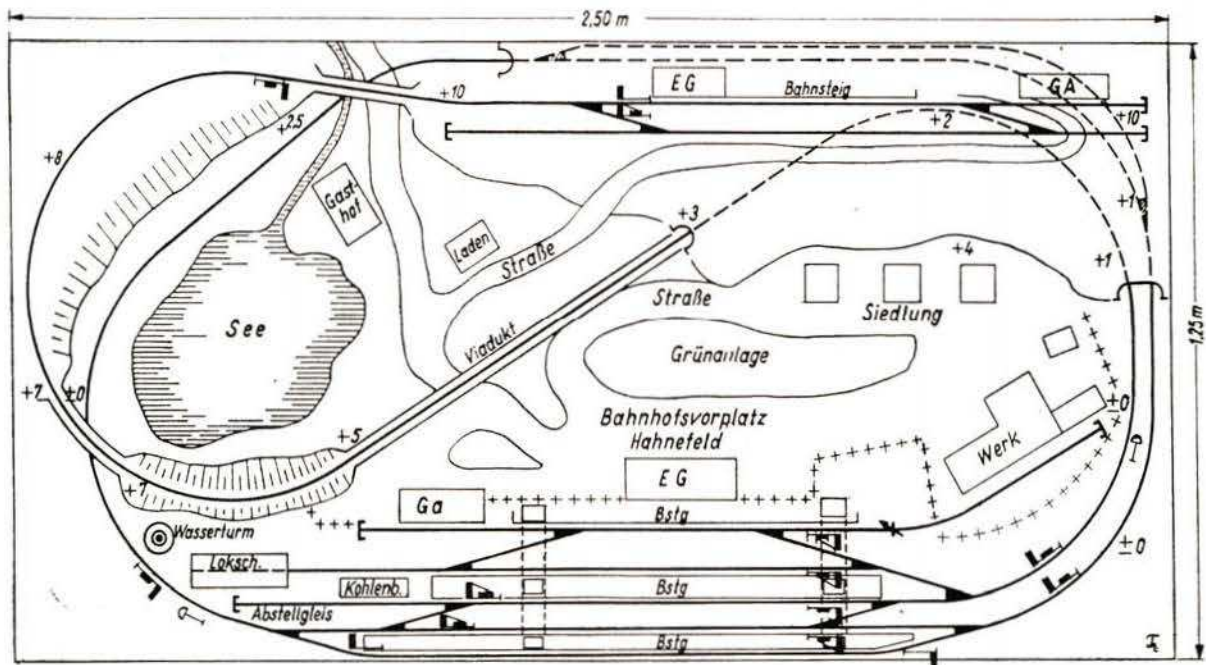 2,50 m
EG
Bahnsteig
GA
+10
+10
+2,5
+2
+8
Gast-
hof
Laden
+3
+1
Straße
+4
+1
Straße
Siedlung
See
Viadukt
Grünanlage
1,25 m
+7
±0
±0
+5
Bahnhofsvorplatz
Hahnefeld
Werk
+7
EG
Ga
Bstg
Wasserturm
±0
Loksch.
Kohlenb.
Bstg
Abstellgleis
Bstg